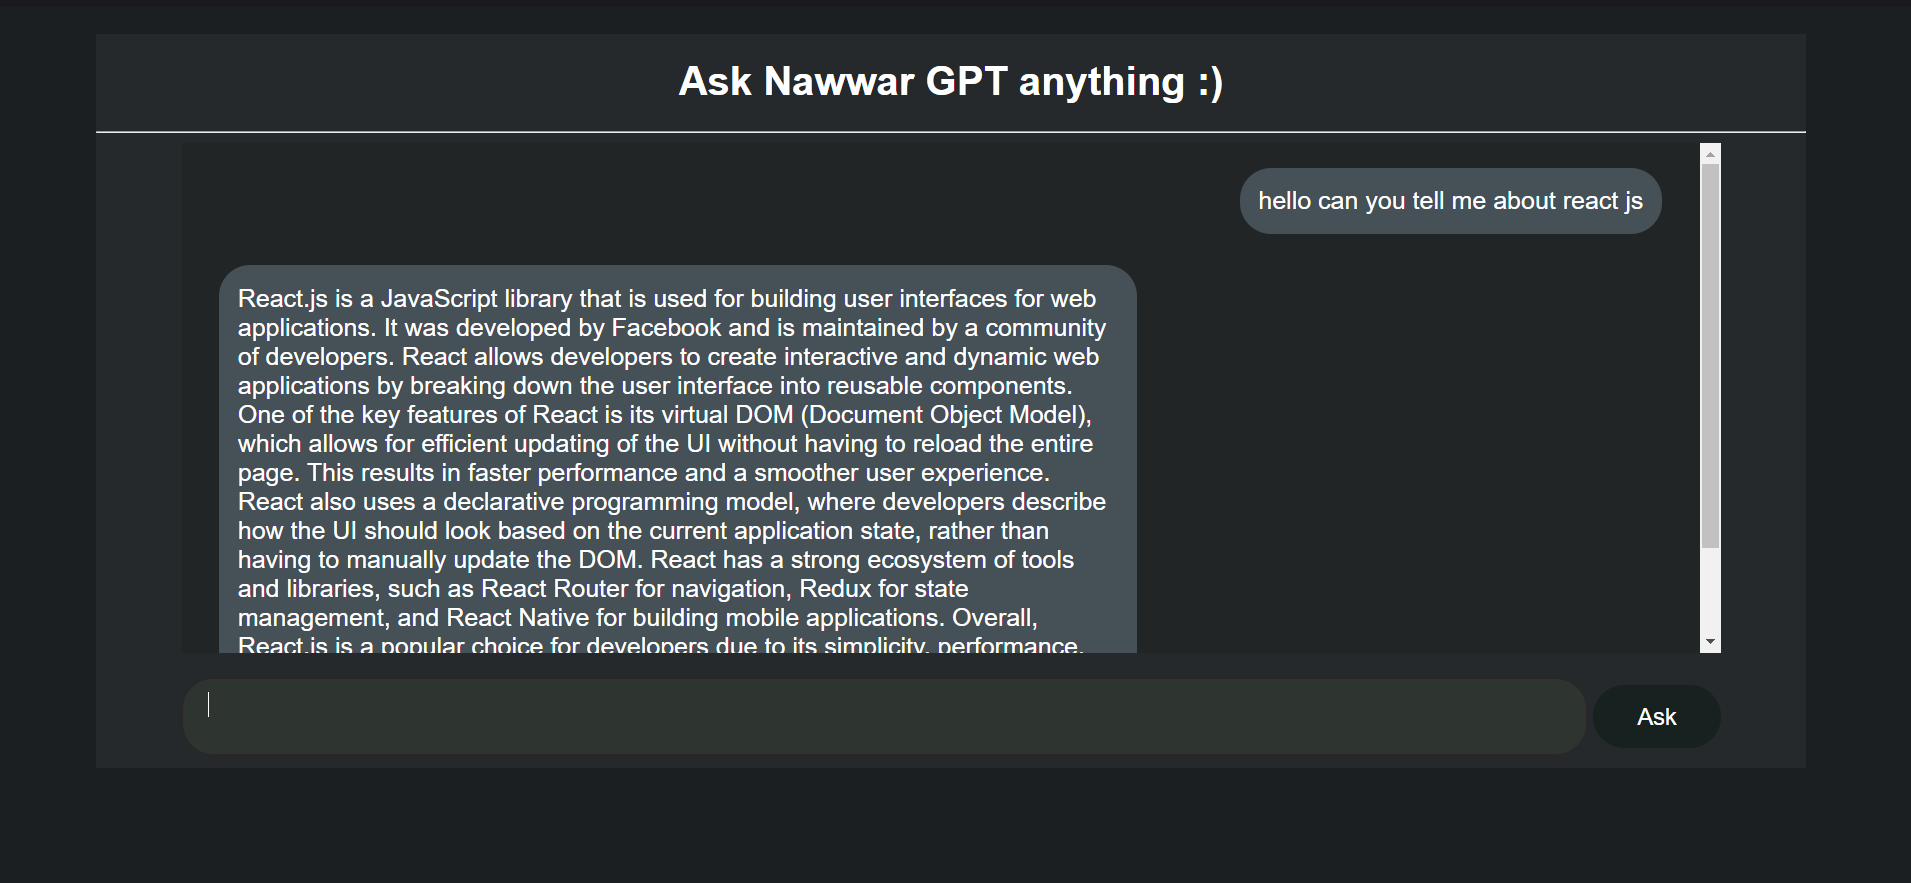 Ask Nawwar GPT anything :)
hello can you tell me about react js
React.js is a JavaScript library that is used for building user interfaces for web
applications. It was developed by Facebook and is maintained by a community
of developers. React allows developers to create interactive and dynamic web
applications by breaking down the user interface into reusable components.
One of the key features of React is its virtual DOM (Document Object Model),
which allows for efficient updating of the UI without having to reload the entire
page. This results in faster performance and a smoother user experience.
React also uses a declarative programming model, where developers describe
how the UI should look based on the current application state, rather than
having to manually update the DOM. React has a strong ecosystem of tools
and libraries, such as React Router for navigation, Redux for state
management, and React Native for building mobile applications. Overall,
React.js is a popular choice for developers due to its simplicity, performance,
Ask